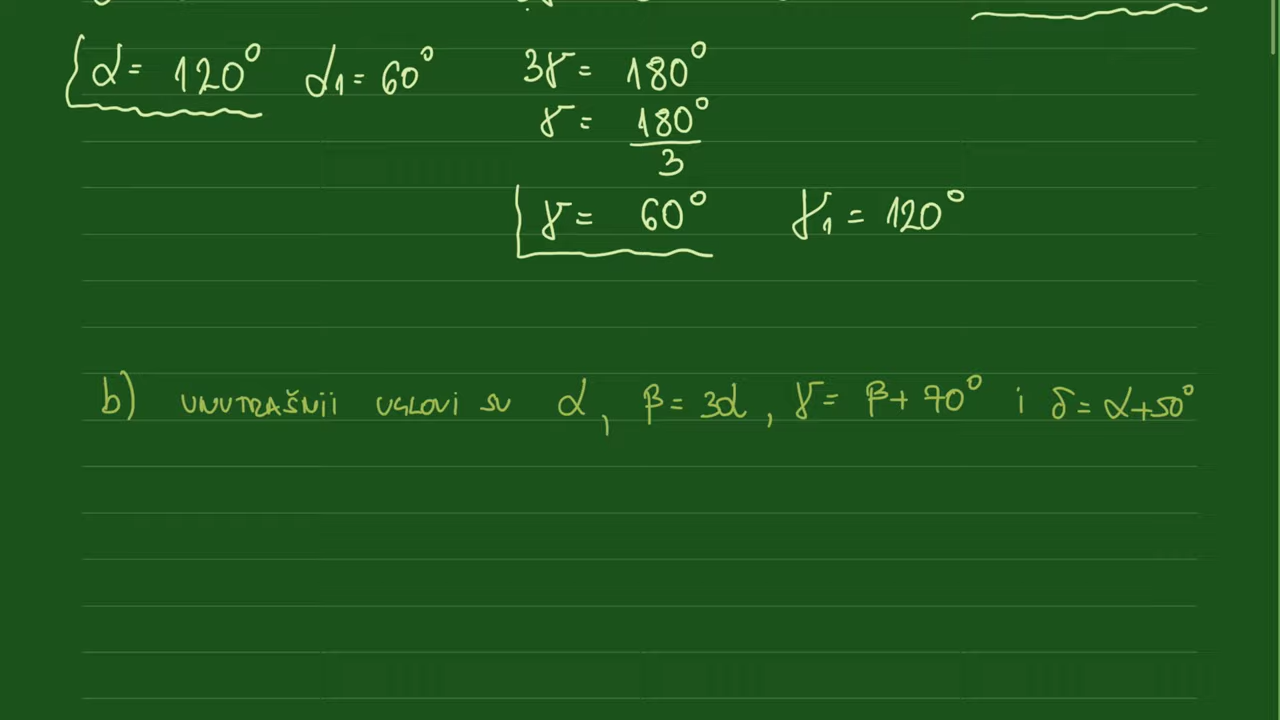 α = 120° α₁ = 60° 3γ = 180°
γ = 180°/3
γ = 60° γ₁ = 120°
b) UNUTRAŠNJI UGLOVI SU α, β = 3α, γ = β + 70° i δ = α + 50°